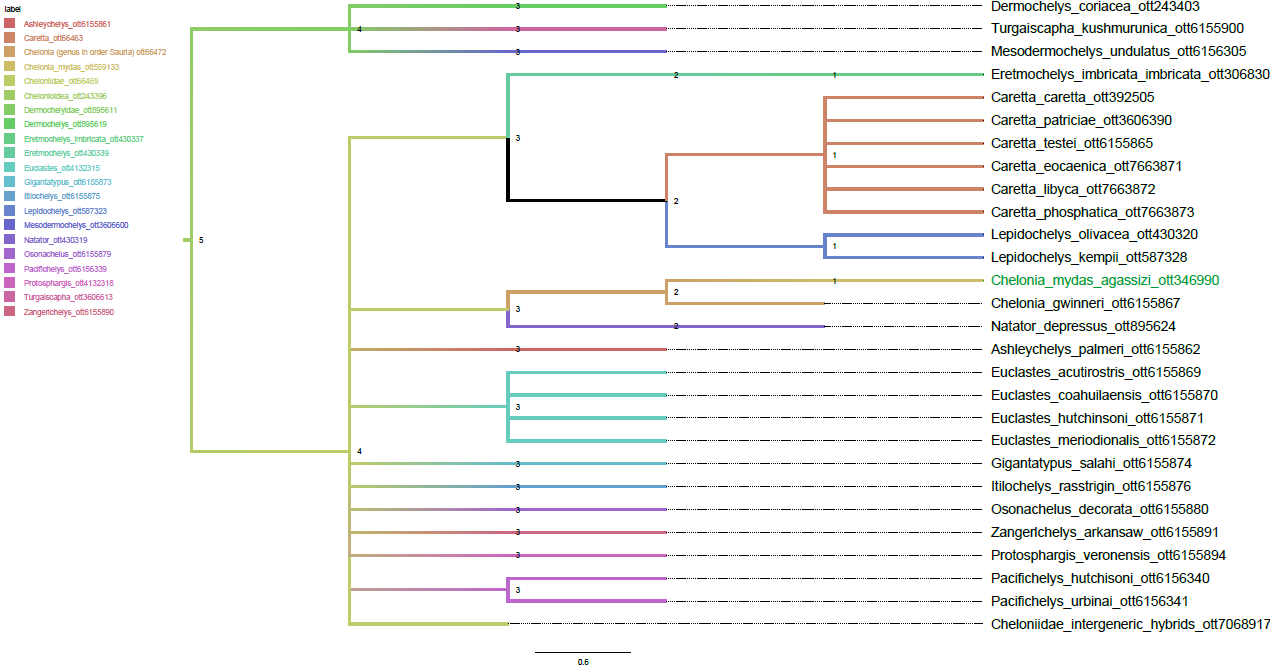 label
Ashleychelys_ott6155861
Caretta_ott66463
Chelonia (genus in order Sauria) ott66472
Chelonia_mydas_ott559133
Cheloniidae_ott66469
Chelonioidea_ott243396
Dermochelyidae_ott895611
Dermochelys_ott895619
Eretmochelys_imbricata_ott430337
Eretmochelys_ott430339
Euclastes_ott4132315
Gigantatypus_ott6155873
Itilochelys_ott6155875
Lepidochelys_ott587323
Mesodermochelys_ott3606600
Natator_ott430319
Osonachelus_ott6155879
Pacifichelys_ott6156339
Protosphargis_ott4132318
Turgaiscapha_ott3606613
Zangerichelys_ott6155890
3 Dermochelys_coriacea_ott243403
4 3 Turgaiscapha_kushmurunica_ott6155900
3 Mesodermochelys_undulatus_ott6156305
2 1 Eretmochelys_imbricata_imbricata_ott306830
Caretta_caretta_ott392505
Caretta_patriciae_ott3606390
3
Caretta_testei_ott6155865
1
Caretta_eocaenica_ott7663871
Caretta_libyca_ott7663872
2
Caretta_phosphatica_ott7663873
Lepidochelys_olivacea_ott430320
5
1
Lepidochelys_kempii_ott587328
1 Chelonia_mydas_agassizi_ott346990
2
Chelonia_gwinneri_ott6155867
3
2 Natator_depressus_ott895624
3 Ashleychelys_palmeri_ott6155862
Euclastes_acutirostris_ott6155869
Euclastes_coahuilaensis_ott6155870
3
Euclastes_hutchinsoni_ott6155871
Euclastes_meriodionalis_ott6155872
4
3 Gigantatypus_salahi_ott6155874
3 Itilochelys_rasstrigin_ott6155876
3 Osonachelus_decorata_ott6155880
3 Zangerichelys_arkansaw_ott6155891
3 Protosphargis_veronensis_ott6155894
Pacifichelys_hutchisoni_ott6156340
3
Pacifichelys_urbinai_ott6156341
Cheloniidae_intergeneric_hybrids_ott7068917
0.6